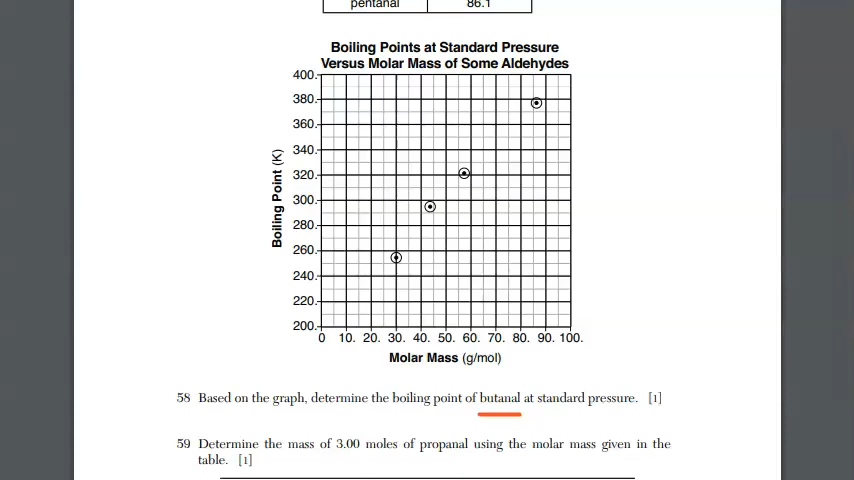 pentanal 86.1
Boiling Points at Standard Pressure
Versus Molar Mass of Some Aldehydes
400.
380.
360.
340.
320.
300.
280.
260.
240.
220.
200.
Boiling Point (K)
0 10. 20. 30. 40. 50. 60. 70. 80. 90. 100.
Molar Mass (g/mol)
58 Based on the graph, determine the boiling point of butanal at standard pressure. [1]
59 Determine the mass of 3.00 moles of propanal using the molar mass given in the
table. [1]